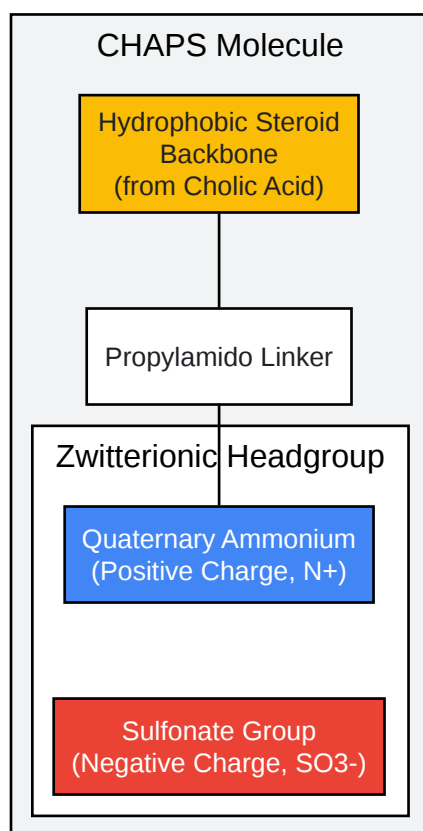 CHAPS Molecule
Hydrophobic Steroid
Backbone
(from Cholic Acid)
Propylamido Linker
Zwitterionic Headgroup
Quaternary Ammonium
(Positive Charge, N+)
Sulfonate Group
(Negative Charge, SO3-)